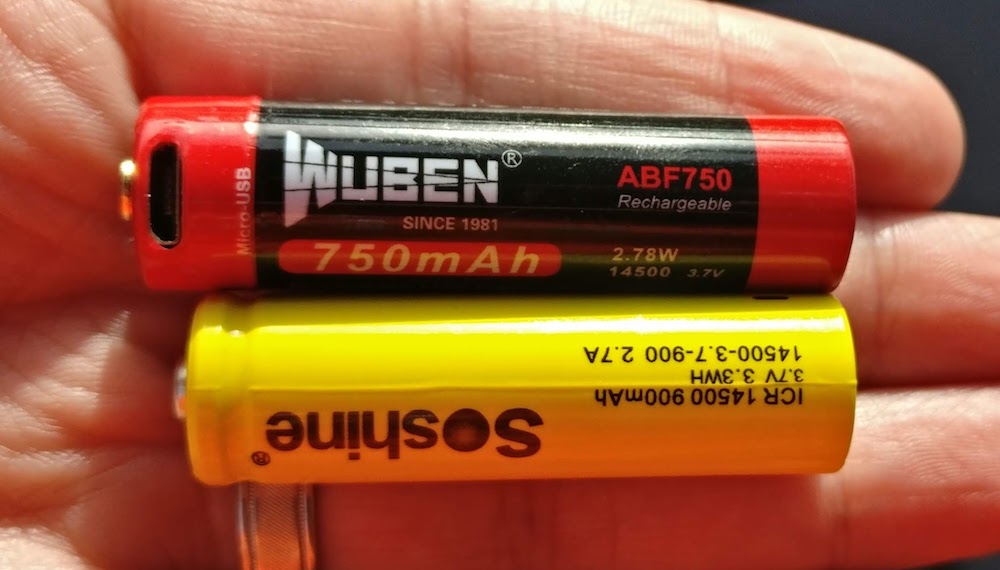 WUBEN®
SINCE 1981
750mAh
ABF750
Rechargeable
2.78W
14500 3.7V
Micro-USB
Soshine®
ICR 14500 900mAh
3.7V 3.3WH
14500-3.7-900 2.7A